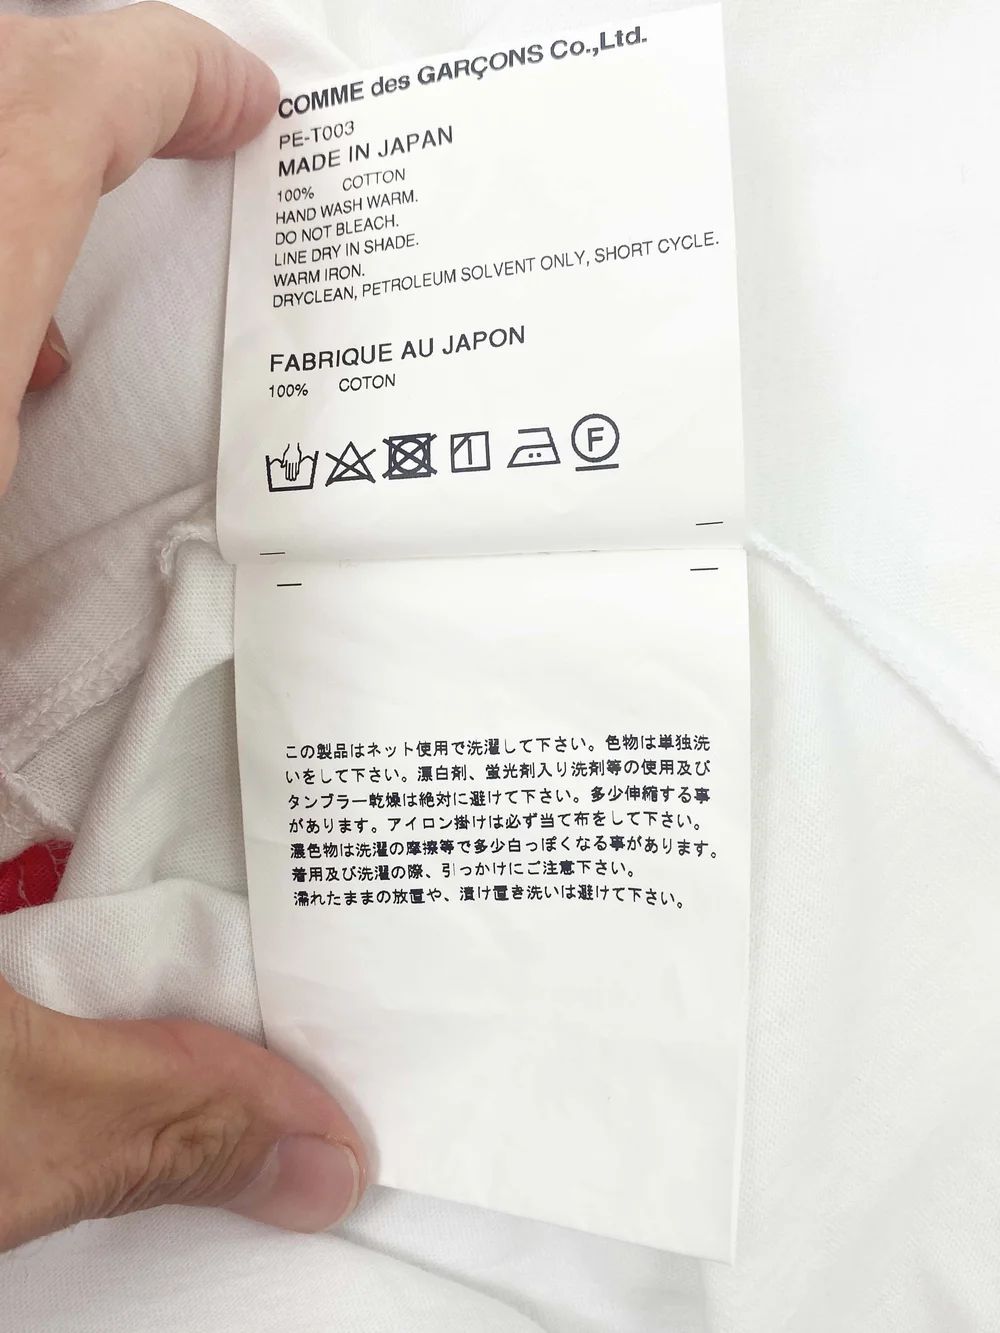 COMME des GARÇONS Co.,Ltd.
PE-T003
MADE IN JAPAN
100% COTTON
HAND WASH WARM.
DO NOT BLEACH.
LINE DRY IN SHADE.
WARM IRON.
DRYCLEAN, PETROLEUM SOLVENT ONLY, SHORT CYCLE.
FABRIQUE AU JAPON
100% COTON
F
この製品はネット使用で洗濯して下さい。色物は単独洗
いをして下さい。漂白剤、蛍光剤入り洗剤等の使用及び
タンブラー乾燥は絶対に避けて下さい。多少伸縮する事
があります。アイロン掛けは必ず当て布をして下さい。
濃色物は洗濯の摩擦等で多少白っぽくなる事があります。
着用及び洗濯の際、引っかけにご注意下さい。
濡れたままの放置や、漬け置き洗いは避けて下さい。